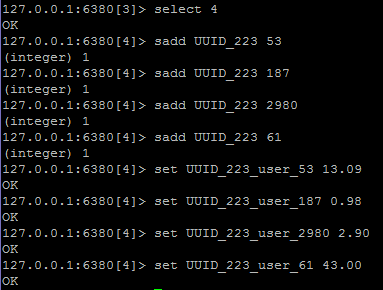 127.0.0.1:6380[3]> select 4
OK
127.0.0.1:6380[4]> sadd UUID_223 53
(integer) 1
127.0.0.1:6380[4]> sadd UUID_223 187
(integer) 1
127.0.0.1:6380[4]> sadd UUID_223 2980
(integer) 1
127.0.0.1:6380[4]> sadd UUID_223 61
(integer) 1
127.0.0.1:6380[4]> set UUID_223_user_53 13.09
OK
127.0.0.1:6380[4]> set UUID_223_user_187 0.98
OK
127.0.0.1:6380[4]> set UUID_223_user_2980 2.90
OK
127.0.0.1:6380[4]> set UUID_223_user_61 43.00
OK